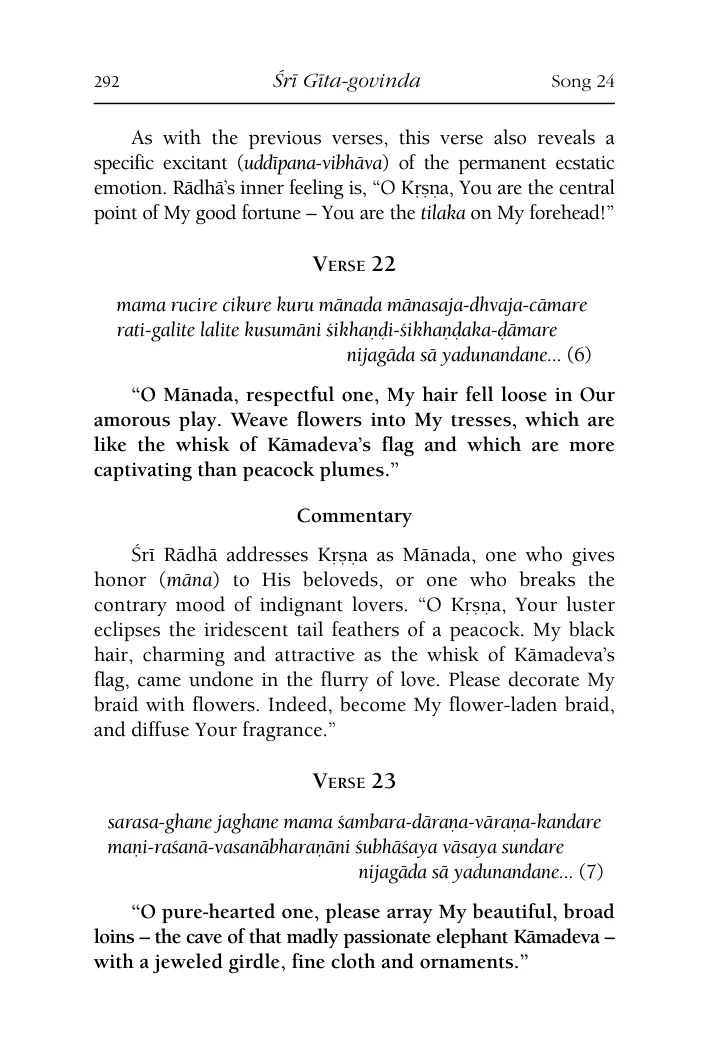 292
Śrī Gīta-govinda
Song 24
As with the previous verses, this verse also reveals a
specific excitant (uddīpana-vibhāva) of the permanent ecstatic
emotion. Rādhā’s inner feeling is, “O Kṛṣṇa, You are the central
point of My good fortune – You are the tilaka on My forehead!”
Verse 22
mama rucire cikure kuru mānada mānasaja-dhvaja-cāmare
rati-galite lalite kusumāni śikhaṇḍi-śikhaṇḍaka-ḍāmare
nijagāda sā yadunandane... (6)
“O Mānada, respectful one, My hair fell loose in Our
amorous play. Weave flowers into My tresses, which are
like the whisk of Kāmadeva’s flag and which are more
captivating than peacock plumes.”
Commentary
Śrī Rādhā addresses Kṛṣṇa as Mānada, one who gives
honor (māna) to His beloveds, or one who breaks the
contrary mood of indignant lovers. “O Kṛṣṇa, Your luster
eclipses the iridescent tail feathers of a peacock. My black
hair, charming and attractive as the whisk of Kāmadeva’s
flag, came undone in the flurry of love. Please decorate My
braid with flowers. Indeed, become My flower-laden braid,
and diffuse Your fragrance.”
Verse 23
sarasa-ghane jaghane mama śambara-dāraṇa-vāraṇa-kandare
maṇi-raśanā-vasanābharaṇāni śubhāśaya vāsaya sundare
nijagāda sā yadunandane... (7)
“O pure-hearted one, please array My beautiful, broad
loins – the cave of that madly passionate elephant Kāmadeva –
with a jeweled girdle, fine cloth and ornaments.”